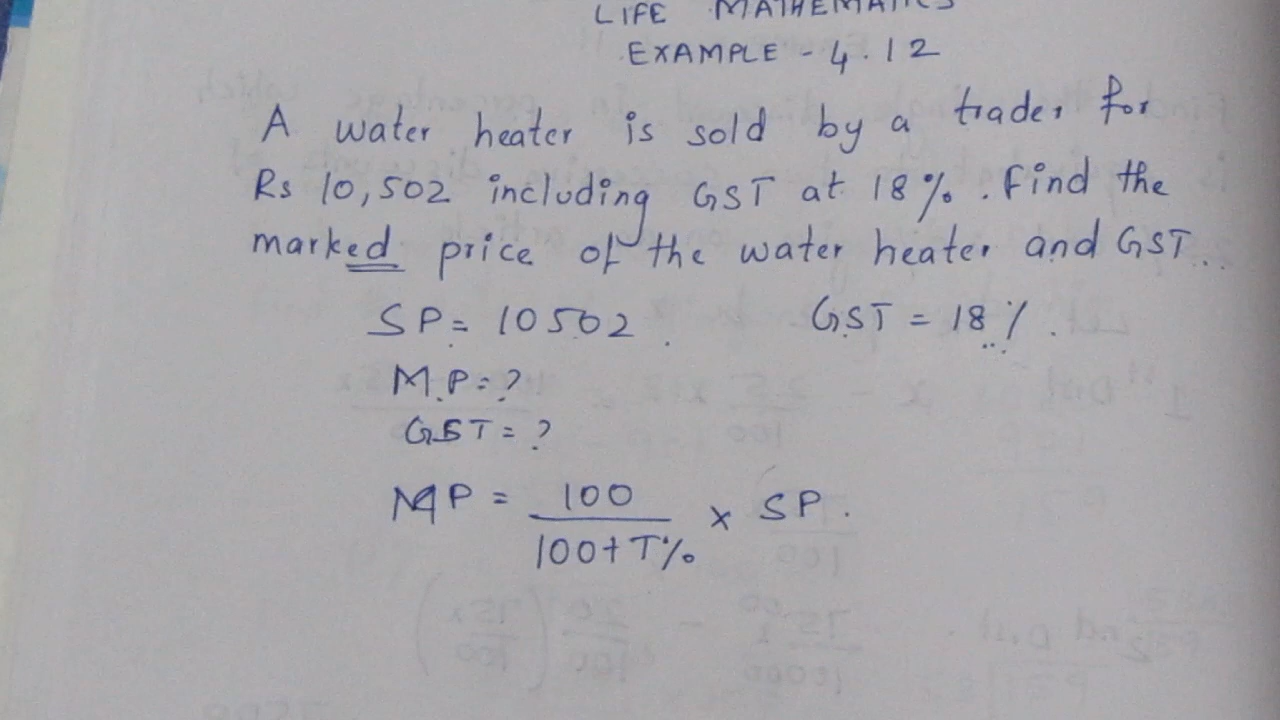 LIFE MATHEMATICS
EXAMPLE - 4.12
A water heater is sold by a trader for
Rs 10,502 including GST at 18%. Find the
marked price of the water heater and GST..
SP = 10502. GST = 18%.
M.P = ?
GST = ?
MP = 100 / 100+T% × SP.